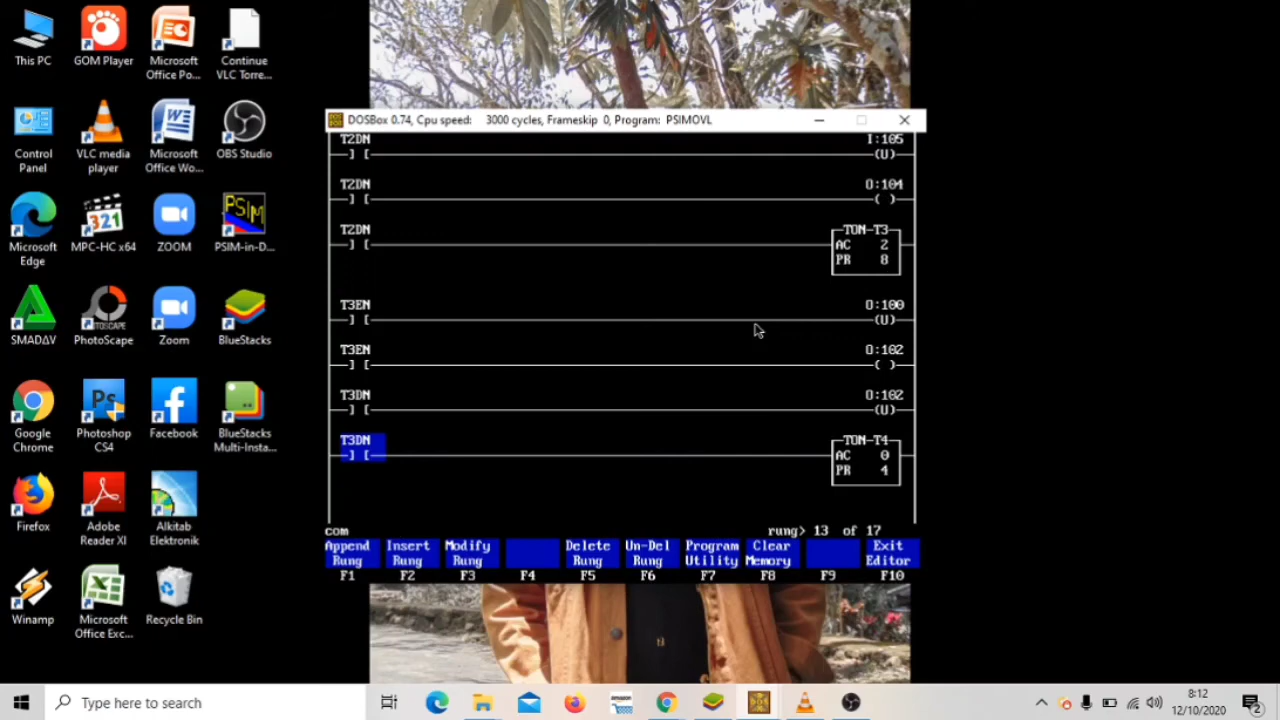 This PC
GOM Player
Microsoft
Office Po...
Continue
VLC Torre...
Control
Panel
VLC media
player
Microsoft
Office Wo...
OBS Studio
Microsoft
Edge
321
MPC-HC x64
ZOOM
PSIM
PSIM-in-D...
SMAD∆V
PhotoScape
Zoom
BlueStacks
Google
Chrome
Photoshop
CS4
Facebook
BlueStacks
Multi-Insta...
Firefox
Adobe
Reader XI
Alkitab
Elektronik
Winamp
Microsoft
Office Exc...
Recycle Bin
DOSBox 0.74, Cpu speed: 3000 cycles, Frameskip 0, Program: PSIMOVL
T2DN I:105
] [ (U)
T2DN O:104
] [ ( )
T2DN TON-T3
] [ AC 2
PR 8
T3EN O:100
] [ (U)
T3EN O:102
] [ ( )
T3DN O:102
] [ (U)
T3DN TON-T4
] [ AC 0
PR 4
com rung> 13 of 17
Append Insert Modify Delete Un-Del Program Clear Exit
Rung Rung Rung Rung Rung Utility Memory Editor
F1 F2 F3 F4 F5 F6 F7 F8 F9 F10
Type here to search
8:12
12/10/2020
2